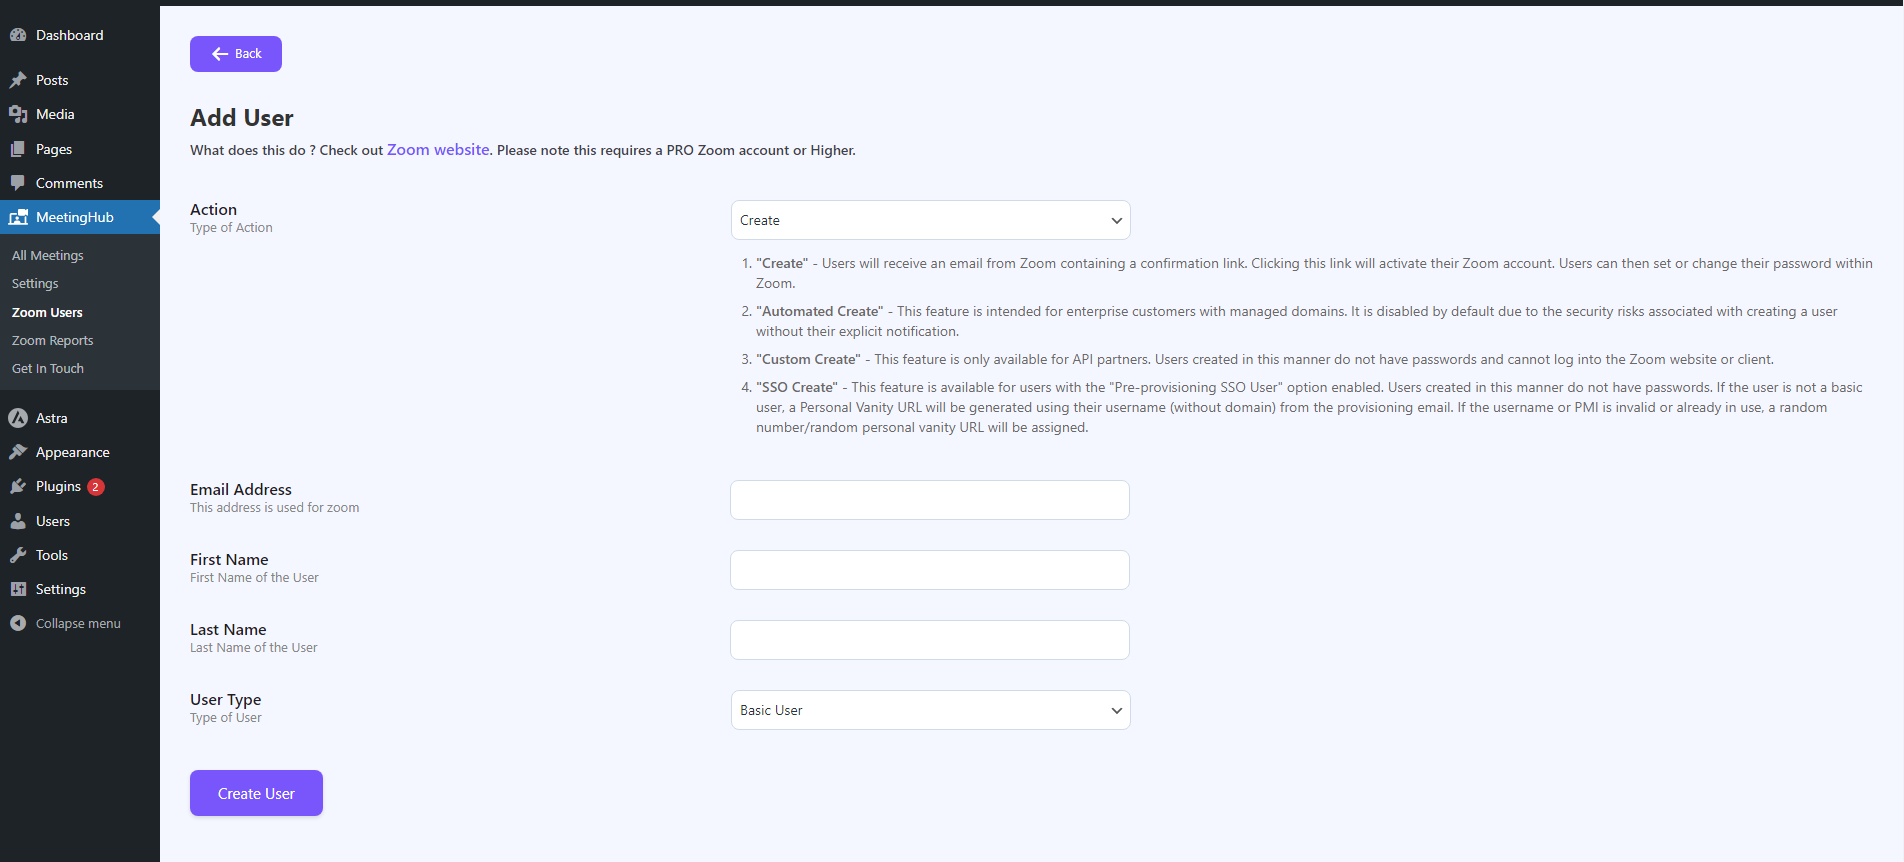 Dashboard
Posts
Media
Pages
Comments
MeetingHub
All Meetings
Settings
Zoom Users
Zoom Reports
Get In Touch
Astra
Appearance
Plugins 2
Users
Tools
Settings
Collapse menu
Back
Add User
What does this do ? Check out Zoom website. Please note this requires a PRO Zoom account or Higher.
Action
Type of Action
Create
1. "Create" - Users will receive an email from Zoom containing a confirmation link. Clicking this link will activate their Zoom account. Users can then set or change their password within
Zoom.
2. "Automated Create" - This feature is intended for enterprise customers with managed domains. It is disabled by default due to the security risks associated with creating a user
without their explicit notification.
3. "Custom Create" - This feature is only available for API partners. Users created in this manner do not have passwords and cannot log into the Zoom website or client.
4. "SSO Create" - This feature is available for users with the "Pre-provisioning SSO User" option enabled. Users created in this manner do not have passwords. If the user is not a basic
user, a Personal Vanity URL will be generated using their username (without domain) from the provisioning email. If the username or PMI is invalid or already in use, a random
number/random personal vanity URL will be assigned.
Email Address
This address is used for zoom
First Name
First Name of the User
Last Name
Last Name of the User
User Type
Type of User
Basic User
Create User